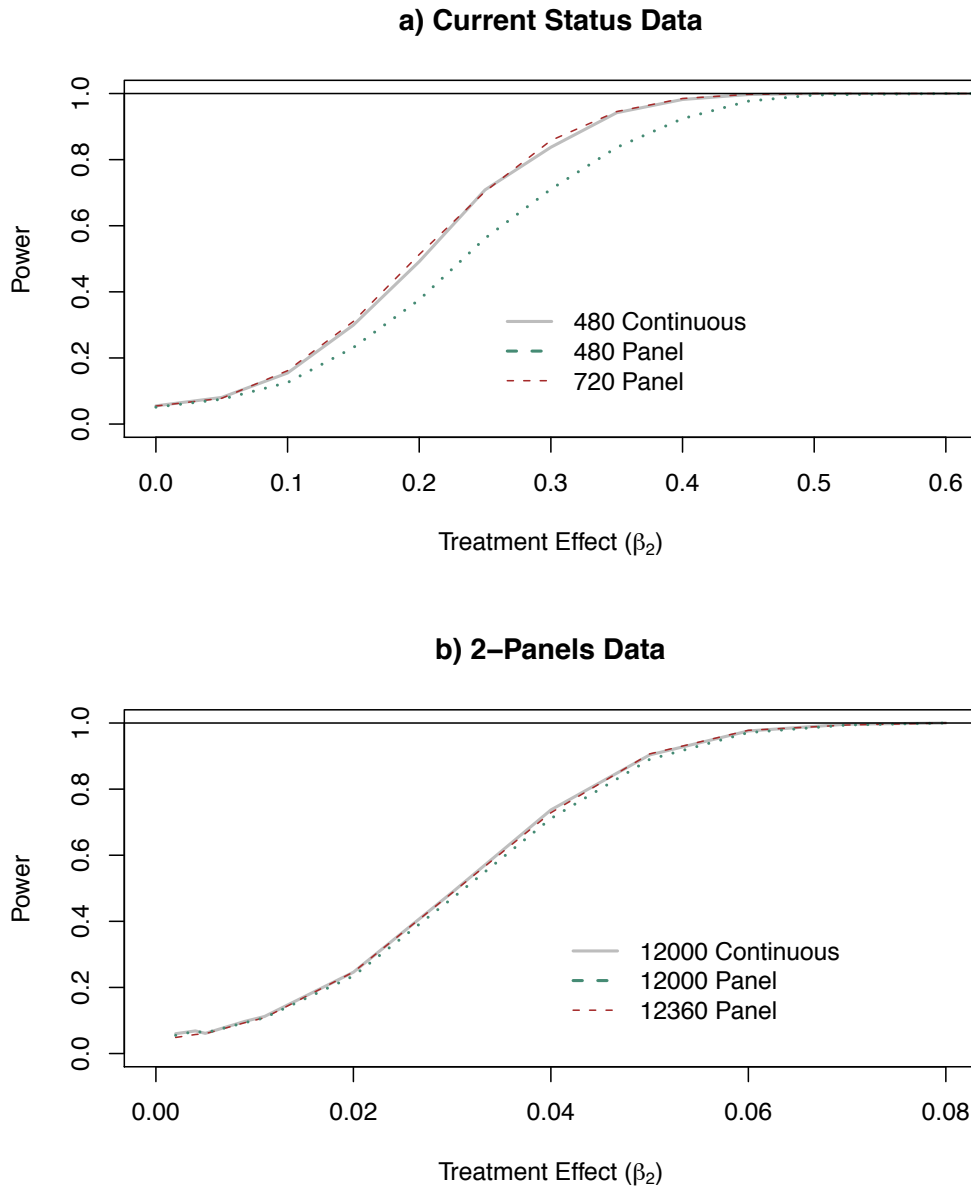 a) Current Status Data
1.0
0.8
0.6
0.4
0.2
0.0
Power
480 Continuous
480 Panel
720 Panel
0.0 0.1 0.2 0.3 0.4 0.5 0.6
Treatment Effect (β₂)
b) 2−Panels Data
1.0
0.8
0.6
0.4
0.2
0.0
Power
12000 Continuous
12000 Panel
12360 Panel
0.00 0.02 0.04 0.06 0.08
Treatment Effect (β₂)